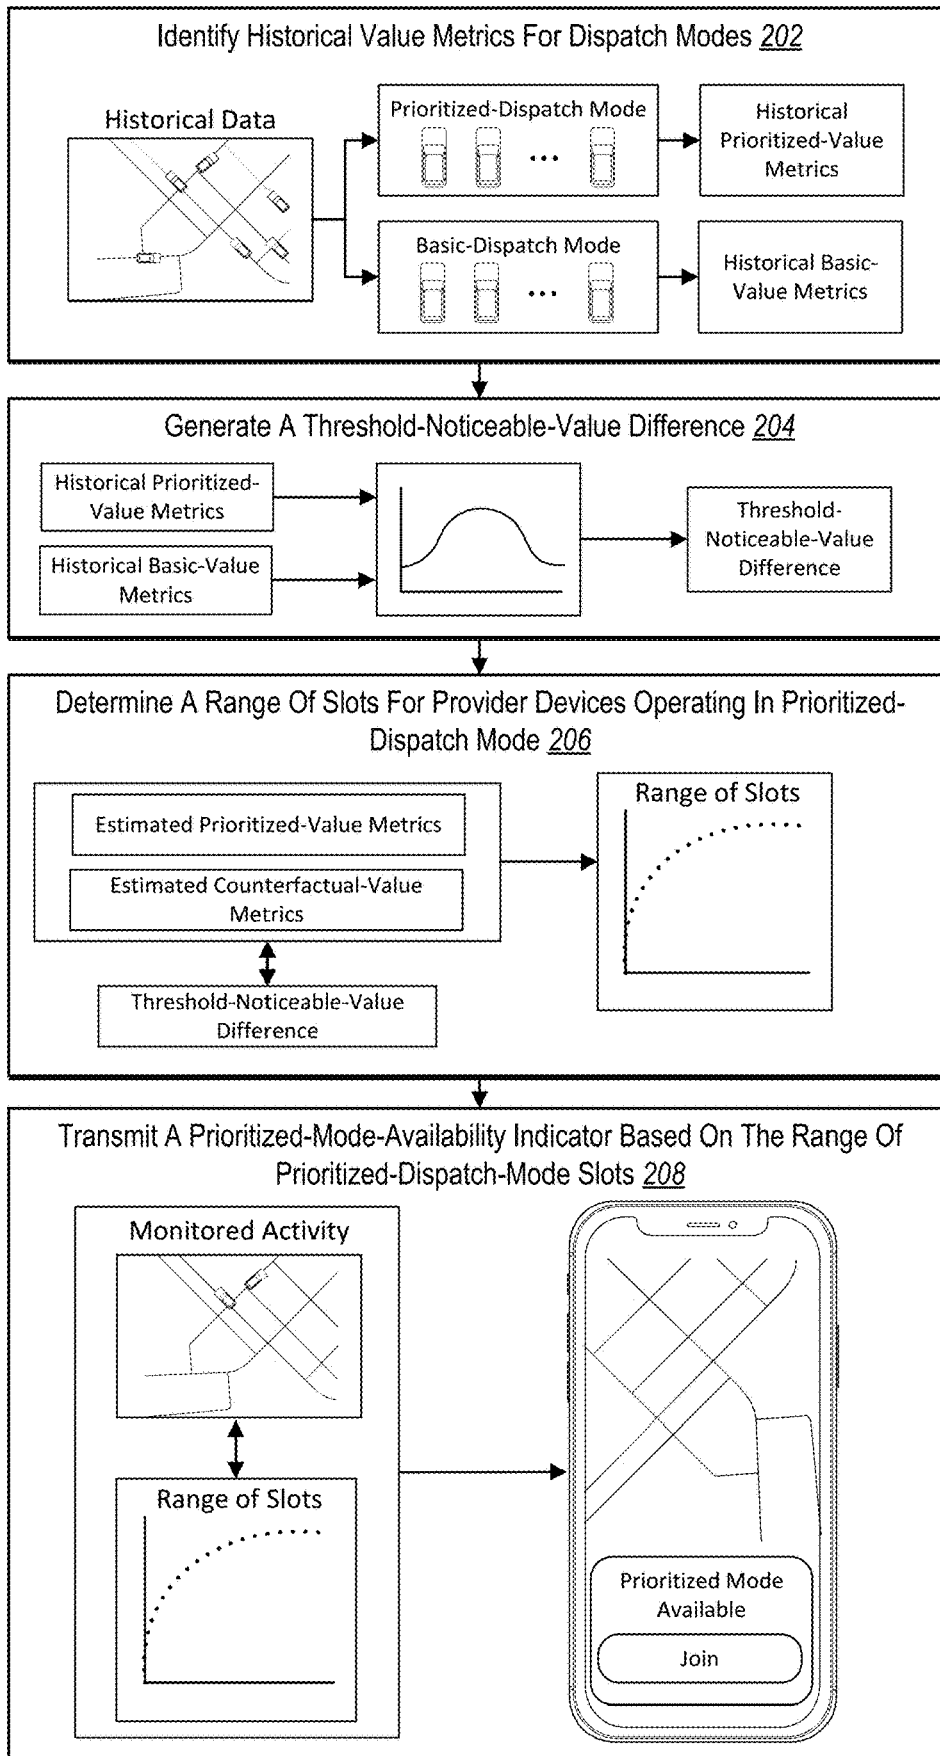 Identify Historical Value Metrics For Dispatch Modes 202
Historical Data
Prioritized-Dispatch Mode
Historical
Prioritized-Value
Metrics
Basic-Dispatch Mode
Historical Basic-
Value Metrics
Generate A Threshold-Noticeable-Value Difference 204
Historical Prioritized-
Value Metrics
Historical Basic-Value
Metrics
Threshold-
Noticeable-Value
Difference
Determine A Range Of Slots For Provider Devices Operating In Prioritized-
Dispatch Mode 206
Estimated Prioritized-Value Metrics
Estimated Counterfactual-Value
Metrics
Threshold-Noticeable-Value
Difference
Range of Slots
Transmit A Prioritized-Mode-Availability Indicator Based On The Range Of
Prioritized-Dispatch-Mode Slots 208
Monitored Activity
Range of Slots
Prioritized Mode
Available
Join